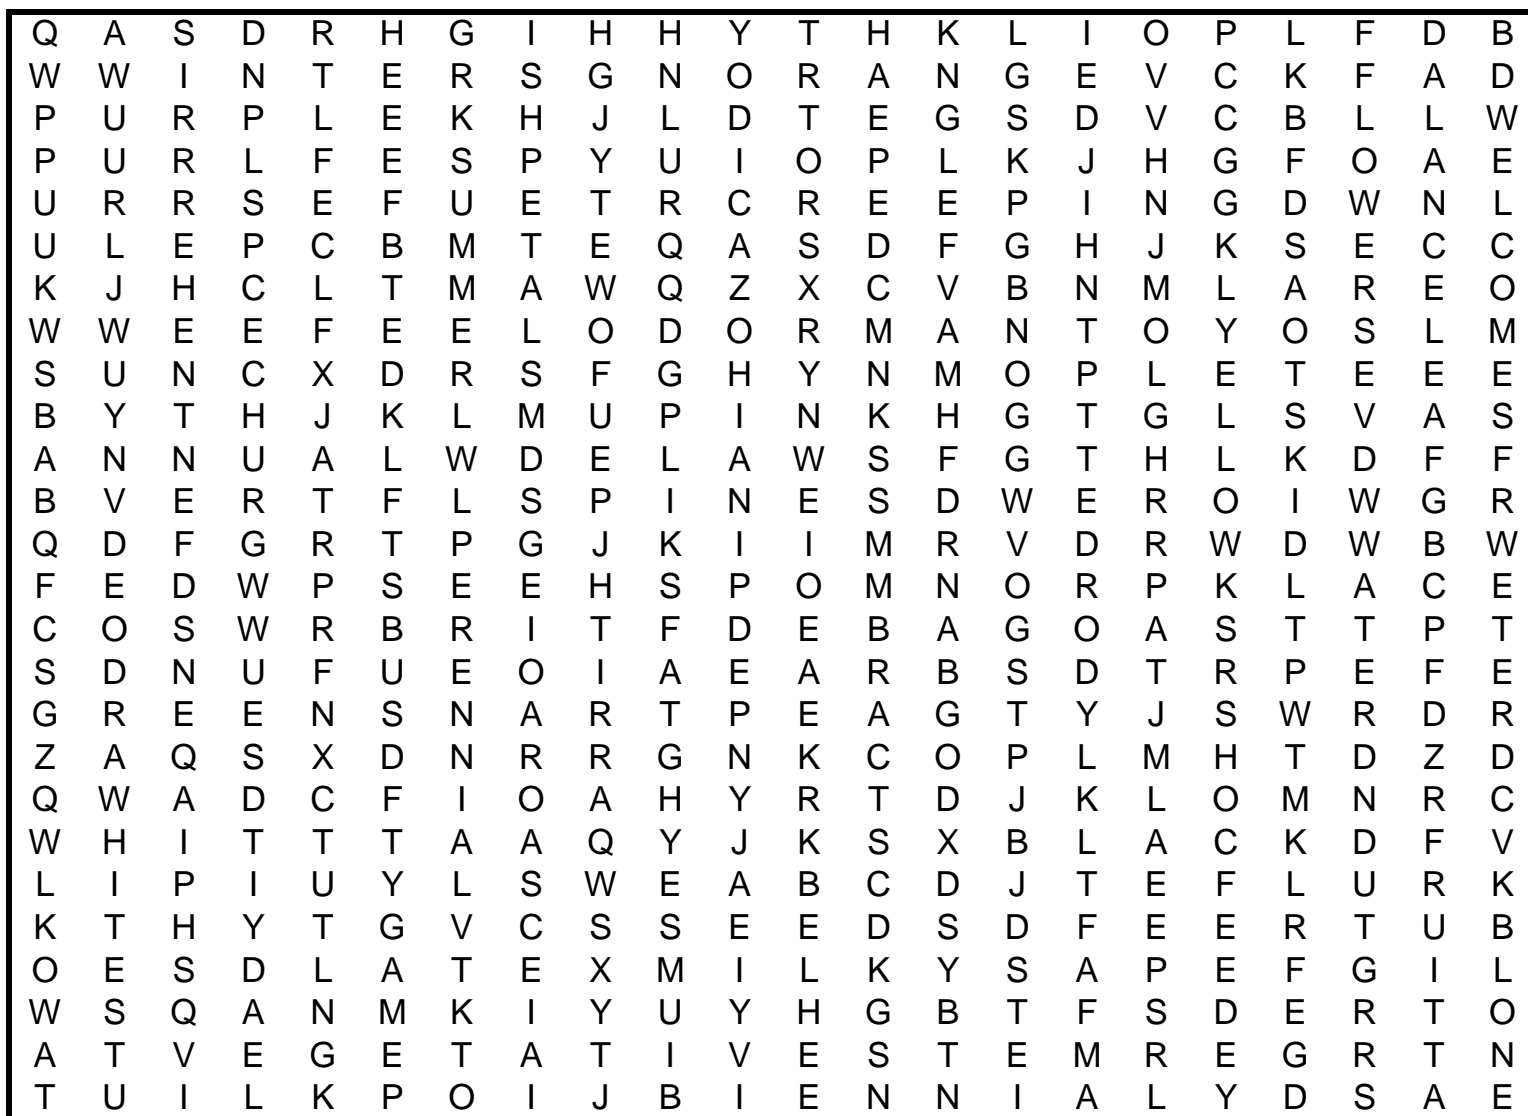 Q A S D R H G I H H Y T H K L I O P L F D B
W W I N T E R S G N O R A N G E V C K F A D
P U R P L E K H J L D T E G S D V C B L L W
P U R L F E S P Y U I O P L K J H G F O A E
U R R S E F U E T R C R E E P I N G D W N L
U L E P C B M T E Q A S D F G H J K S E C C
K J H C L T M A W Q Z X C V B N M L A R E O
W W E E F E E L O D O R M A N T O Y O S L M
S U N C X D R S F G H Y N M O P L E T E E E
B Y T H J K L M U P I N K H G T G L S V A S
A N N U A L W D E L A W S F G T H L K D F F
B V E R T F L S P I N E S D W E R O I W G R
Q D F G R T P G J K I I M R V D R W D W B W
F E D W P S E E H S P O M N O R P K L A C E
C O S W R B R I T F D E B A G O A S T T P T
S D N U F U E O I A E A R B S D T R P E F E
G R E E N S N A R T P E A G T Y J S W R D R
Z A Q S X D N R R G N K C O P L M H T D Z D
Q W A D C F I O A H Y R T D J K L O M N R C
W H I T T T A A Q Y J K S X B L A C K D F V
L I P I U Y L S W E A B C D J T E F L U R K
K T H Y T G V C S S E E D S D F E E R T U B
O E S D L A T E X M I L K Y S A P E F G I L
W S Q A N M K I Y U Y H G B T F S D E R T O
A T V E G E T A T I V E S T E M R E G R T N
T U I L K P O I J B I E N N I A L Y D S A E